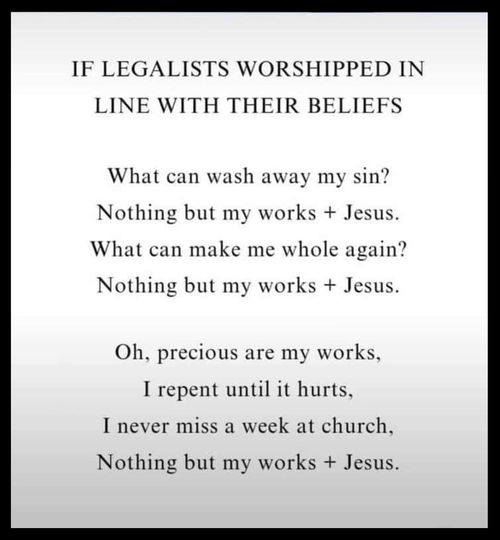 IF LEGALISTS WORSHIPPED IN
LINE WITH THEIR BELIEFS
What can wash away my sin?
Nothing but my works + Jesus.
What can make me whole again?
Nothing but my works + Jesus.
Oh, precious are my works,
I repent until it hurts,
I never miss a week at church,
Nothing but my works + Jesus.